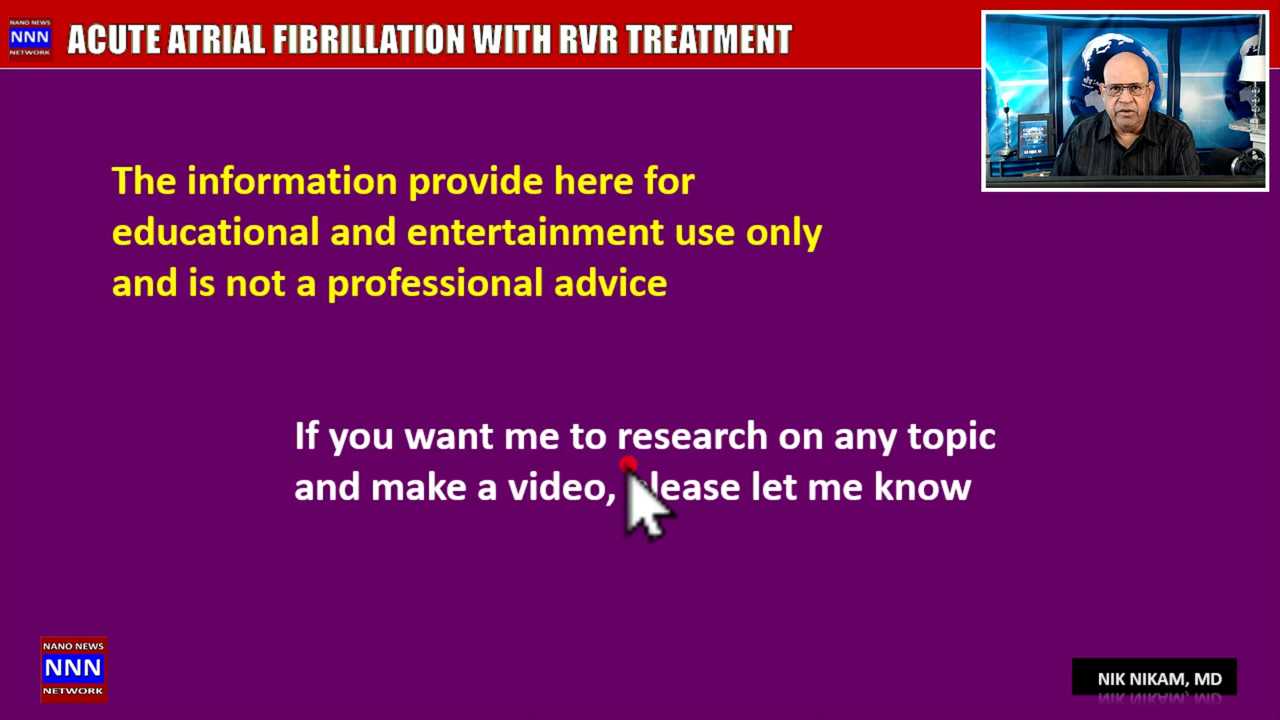 NANO NEWS
NNN
NETWORK
ACUTE ATRIAL FIBRILLATION WITH RVR TREATMENT
The information provide here for
educational and entertainment use only
and is not a professional advice
If you want me to research on any topic
and make a video, please let me know
NANO NEWS
NNN
NETWORK
NIK NIKAM, MD